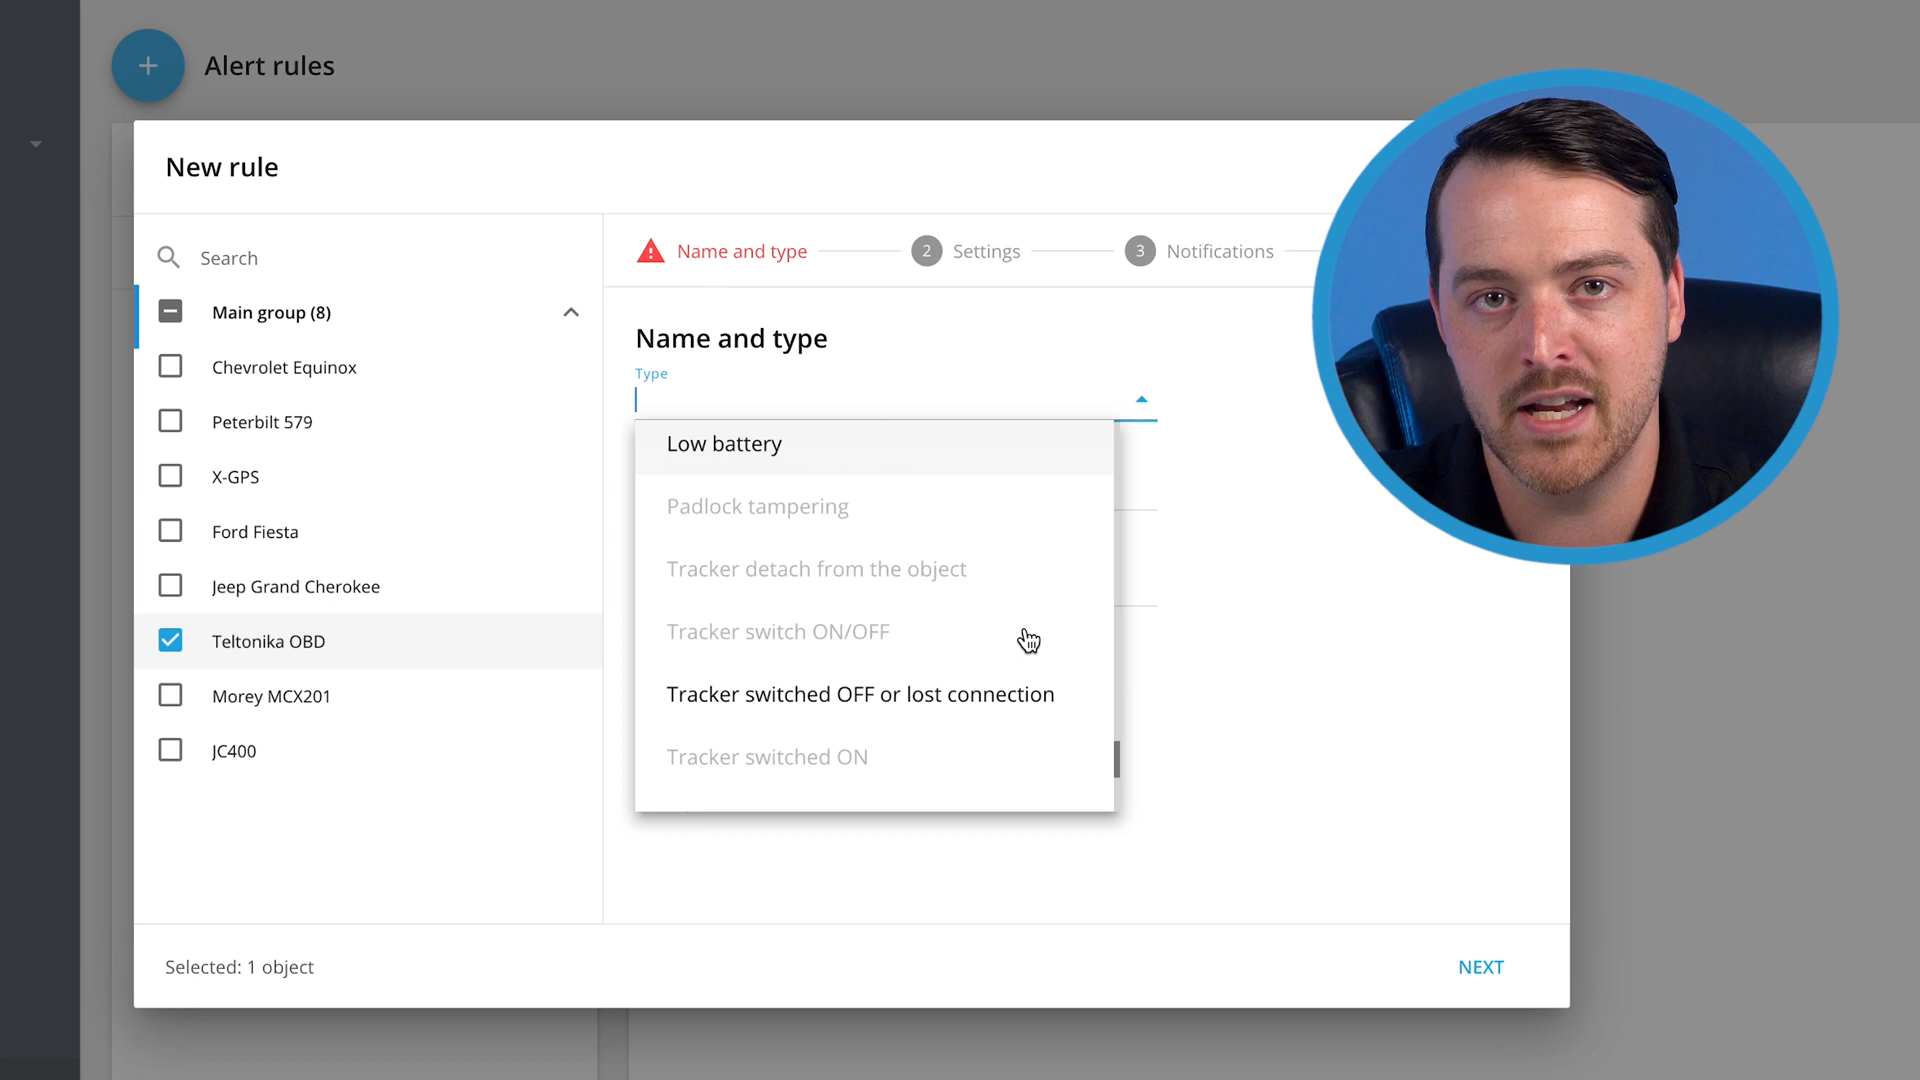 Alert rules
New rule
Search
Main group (8)
Chevrolet Equinox
Peterbilt 579
X-GPS
Ford Fiesta
Jeep Grand Cherokee
Teltonika OBD
Morey MCX201
JC400
Name and type
2 Settings
3 Notifications
Name and type
Type
Low battery
Padlock tampering
Tracker detach from the object
Tracker switch ON/OFF
Tracker switched OFF or lost connection
Tracker switched ON
Selected: 1 object
NEXT